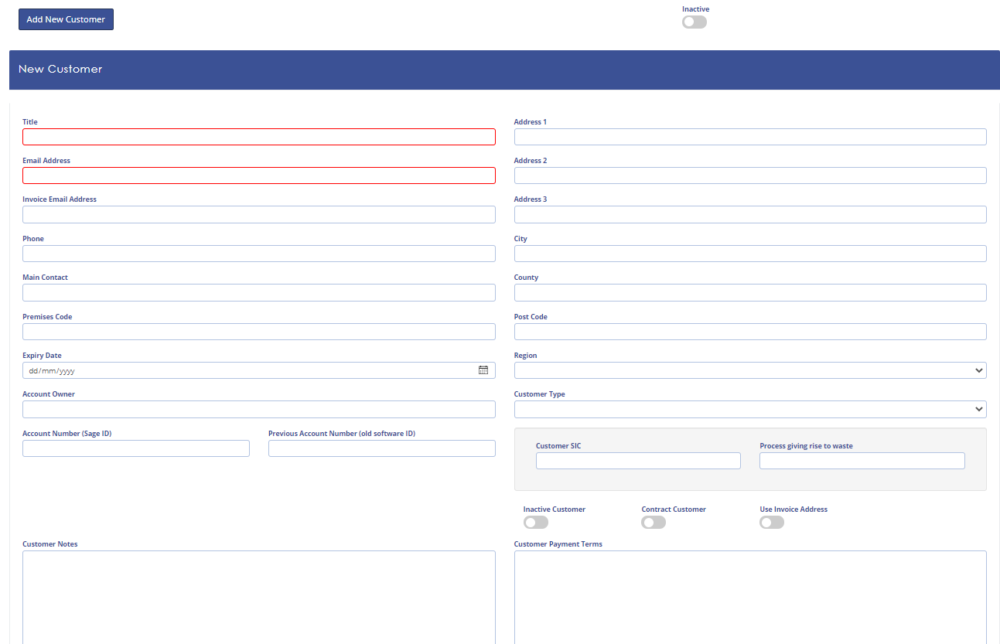 Add New Customer
Inactive
New Customer
Title
Address 1
Email Address
Address 2
Invoice Email Address
Address 3
Phone
City
Main Contact
County
Premises Code
Post Code
Expiry Date
dd/mm/yyyy
Region
Account Owner
Customer Type
Account Number (Sage ID)
Previous Account Number (old software ID)
Customer SIC
Process giving rise to waste
Inactive Customer
Contract Customer
Use Invoice Address
Customer Notes
Customer Payment Terms